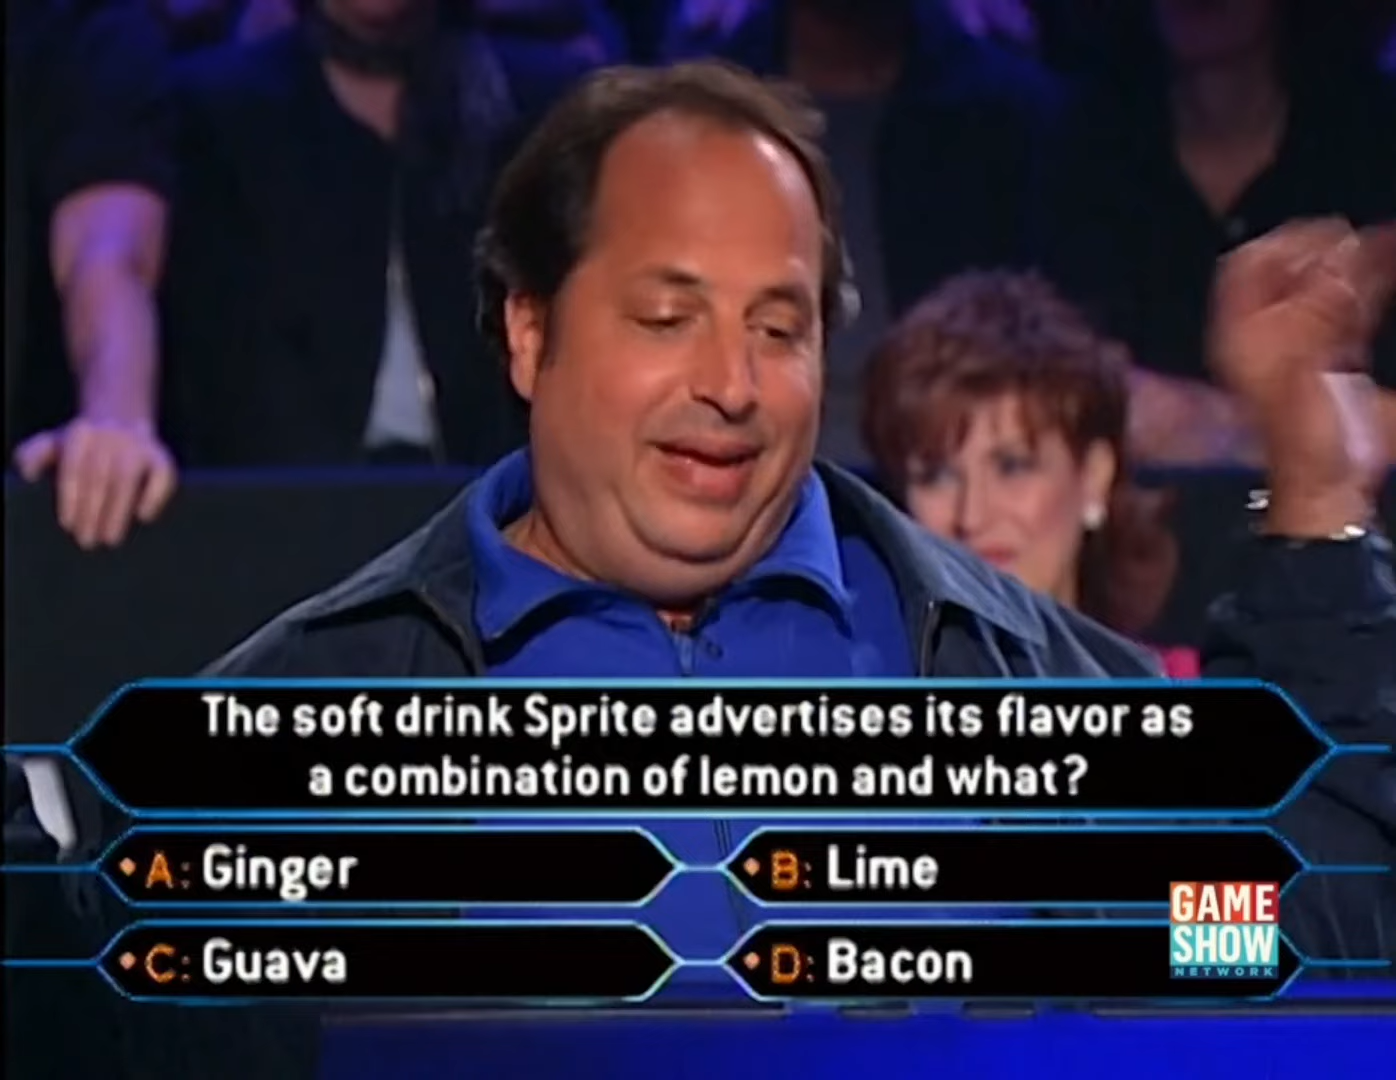 The soft drink Sprite advertises its flavor as
a combination of lemon and what?
A: Ginger
B: Lime
C: Guava
D: Bacon
GAME
SHOW
NETWORK